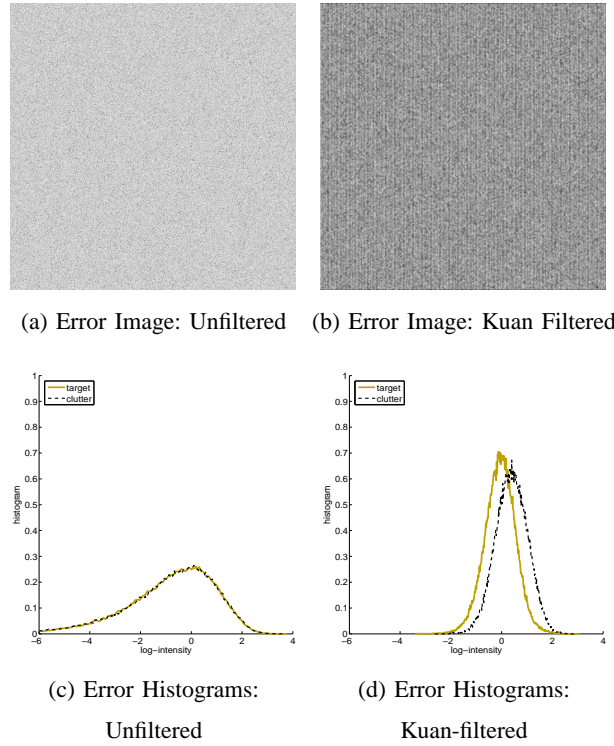 (a) Error Image: Unfiltered
(b) Error Image: Kuan Filtered
1
0.9
0.8
0.7
0.6
0.5
0.4
0.3
0.2
0.1
0
histogram
target
clutter
−6
−4
−2
0
2
4
log−intensity
(c) Error Histograms:
Unfiltered
1
0.9
0.8
0.7
0.6
0.5
0.4
0.3
0.2
0.1
0
histogram
target
clutter
−6
−4
−2
0
2
4
log−intensity
(d) Error Histograms:
Kuan-filtered